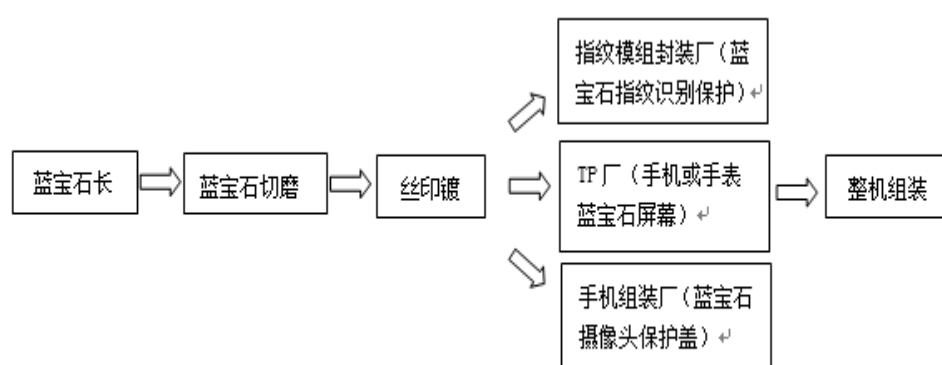 蓝宝石长
蓝宝石切磨
丝印镀
指纹模组封装厂（蓝
宝石指纹识别保护）
TP厂（手机或手表
蓝宝石屏幕）
手机组装厂（蓝宝石
摄像头保护盖）
整机组装